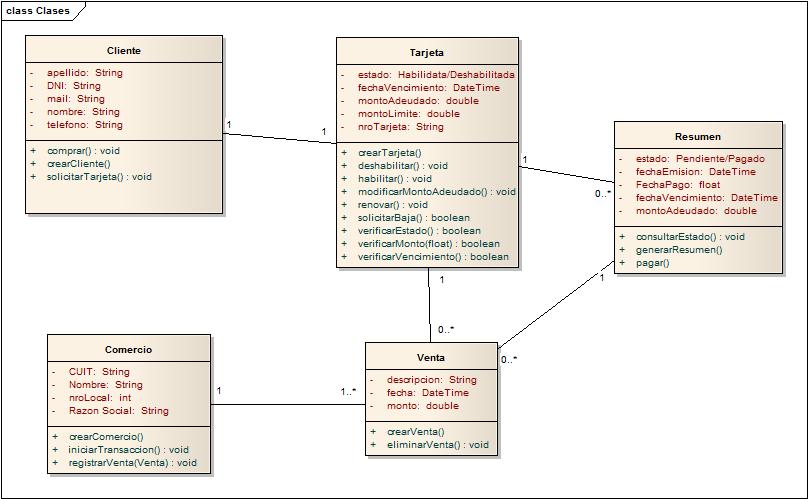 class Clases
Cliente
- apellido: String
- DNI: String
- mail: String
- nombre: String
- telefono: String
+ comprar() : void
+ crearCliente()
+ solicitarTarjeta() : void
1
1
Tarjeta
- estado: Habilidata/Deshabilitada
- fechaVencimiento: DateTime
- montoAdeudado: double
- montoLimite: double
- nroTarjeta: String
+ crearTarjeta()
+ deshabilitar() : void
+ habilitar() : void
+ modificarMontoAdeudado() : void
+ renovar() : void
+ solicitarBaja() : boolean
+ verificarEstado() : boolean
+ verificarMonto(float) : boolean
+ verificarVencimiento() : boolean
1
0..*
Resumen
- estado: Pendiente/Pagado
- fechaEmision: DateTime
- FechaPago: float
- fechaVencimiento: DateTime
- montoAdeudado: double
+ consultarEstado() : void
+ generarResumen()
+ pagar()
1
1
0..*
0..*
Comercio
- CUIT: String
- Nombre: String
- nroLocal: int
- Razon Social: String
+ crearComercio()
+ iniciarTransaccion() : void
+ registrarVenta(Venta) : void
1
1..*
Venta
- descripcion: String
- fecha: DateTime
- monto: double
+ crearVenta()
+ eliminarVenta() : void